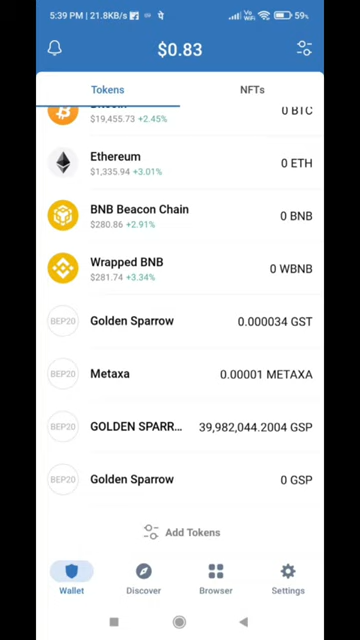 5:39 PM | 21.8KB/s
Vo WiFi 59%
$0.83
Tokens
NFTs
Bitcoin 0 BTC
$19,455.73 +2.45%
Ethereum 0 ETH
$1,335.94 +3.01%
BNB Beacon Chain 0 BNB
$280.86 +2.91%
Wrapped BNB 0 WBNB
$281.74 +3.34%
BEP20 Golden Sparrow 0.000034 GST
BEP20 Metaxa 0.00001 METAXA
BEP20 GOLDEN SPARR... 39,982,044.2004 GSP
BEP20 Golden Sparrow 0 GSP
Add Tokens
Wallet Discover Browser Settings